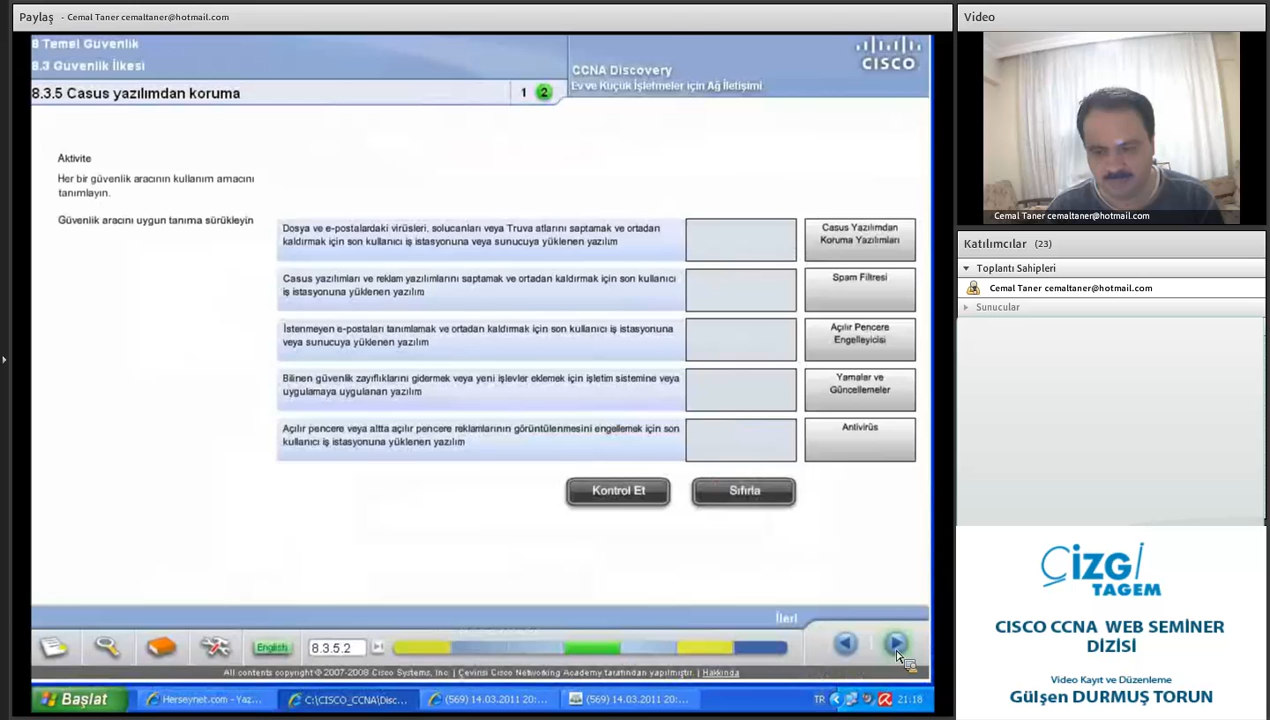 Paylaş - Cemal Taner cemaltaner@hotmail.com
8 Temel Güvenlik
8.3 Güvenlik İlkesi
8.3.5 Casus yazılımdan koruma
1 2
CCNA Discovery
Ev ve Küçük İşletmeler için Ağ İletişimi
CISCO
Aktivite
Her bir güvenlik aracının kullanım amacını
tanımlayın.
Güvenlik aracını uygun tanıma sürükleyin
Dosya ve e-postalardaki virüsleri, solucanları veya Truva atlarını saptamak ve ortadan
kaldırmak için son kullanıcı iş istasyonuna veya sunucuya yüklenen yazılım
Casus Yazılımdan
Koruma Yazılımları
Casus yazılımları ve reklam yazılımlarını saptamak ve ortadan kaldırmak için son kullanıcı
iş istasyonuna yüklenen yazılım
Spam Filtresi
İstenmeyen e-postaları tanımlamak ve ortadan kaldırmak için son kullanıcı iş istasyonuna
veya sunucuya yüklenen yazılım
Açılır Pencere
Engelleyicisi
Bilinen güvenlik zayıflıklarını gidermek veya yeni işlevler eklemek için işletim sistemine veya
uygulamaya uygulanan yazılım
Yamalar ve
Güncellemeler
Açılır pencere veya altta açılır pencere reklamlarının görüntülenmesini engellemek için son
kullanıcı iş istasyonuna yüklenen yazılım
Antivirüs
Kontrol Et
Sıfırla
İleri
English
8.3.5.2
All contents copyright © 2007-2008 Cisco Systems, Inc. | Çevirisi Cisco Networking Academy tarafından yapılmıştır. | Hakkında
Başlat
Herseynet.com - Yaz...
C:\CISCO_CCNA\Disc...
(569) 14.03.2011 20:...
(569) 14.03.2011 20:...
TR
21:18
Video
Cemal Taner cemaltaner@hotmail.com
Katılımcılar (23)
Toplantı Sahipleri
Cemal Taner cemaltaner@hotmail.com
Sunucular
ÇİZGİ
TAGEM
CISCO CCNA WEB SEMİNER
DİZİSİ
Video Kayıt ve Düzenleme
Gülşen DURMUŞ TORUN